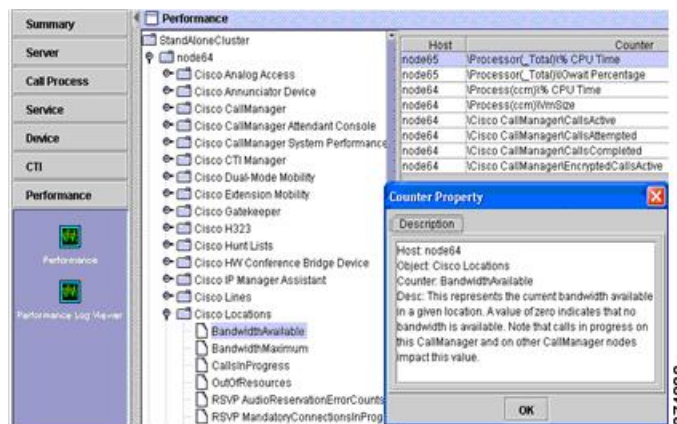 Summary
Server
Call Process
Service
Device
CTI
Performance
Performance
Performance Log Viewer
Performance
StandAloneCluster
node64
Cisco Analog Access
Cisco Annunciator Device
Cisco CallManager
Cisco CallManager Attendant Console
Cisco CallManager System Performance
Cisco CTI Manager
Cisco Dual-Mode Mobility
Cisco Extension Mobility
Cisco Gatekeeper
Cisco H323
Cisco Hunt Lists
Cisco HW Conference Bridge Device
Cisco IP Manager Assistant
Cisco Lines
Cisco Locations
BandwidthAvailable
BandwidthMaximum
CallsInProgress
OutOfResources
RSVP AudioReservationErrorCounts
RSVP MandatoryConnectionsInProg
Host Counter
node65 \Processor(_Total)\% CPU Time
node65 \Processor(_Total)\IOwait Percentage
node64 \Process(ccm)\% CPU Time
node64 \Process(ccm)\VmSize
node64 \Cisco CallManager\CallsActive
node64 \Cisco CallManager\CallsAttempted
node64 \Cisco CallManager\CallsCompleted
node64 \Cisco CallManager\EncryptedCallsActive
Counter Property
Description
Host: node64
Object: Cisco Locations
Counter: BandwidthAvailable
Desc: This represents the current bandwidth available
in a given location. A value of zero indicates that no
bandwidth is available. Note that calls in progress on
this CallManager and on other CallManager nodes
impact this value.
OK